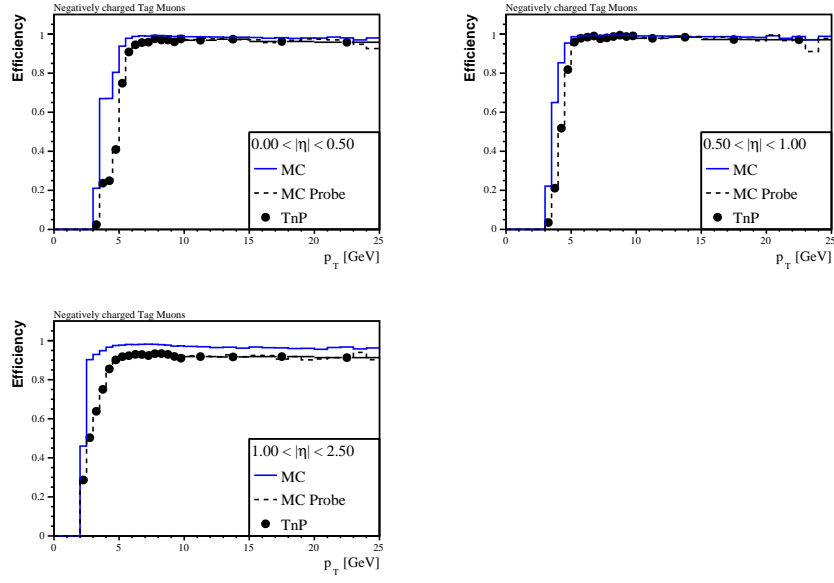 Negatively charged Tag Muons
Efficiency
1
0.8
0.6
0.4
0.2
0
0.00 < |η| < 0.50
MC
MC Probe
TnP
0 5 10 15 20 25
p_T [GeV]
Negatively charged Tag Muons
Efficiency
1
0.8
0.6
0.4
0.2
0
0.50 < |η| < 1.00
MC
MC Probe
TnP
0 5 10 15 20 25
p_T [GeV]
Negatively charged Tag Muons
Efficiency
1
0.8
0.6
0.4
0.2
0
1.00 < |η| < 2.50
MC
MC Probe
TnP
0 5 10 15 20 25
p_T [GeV]